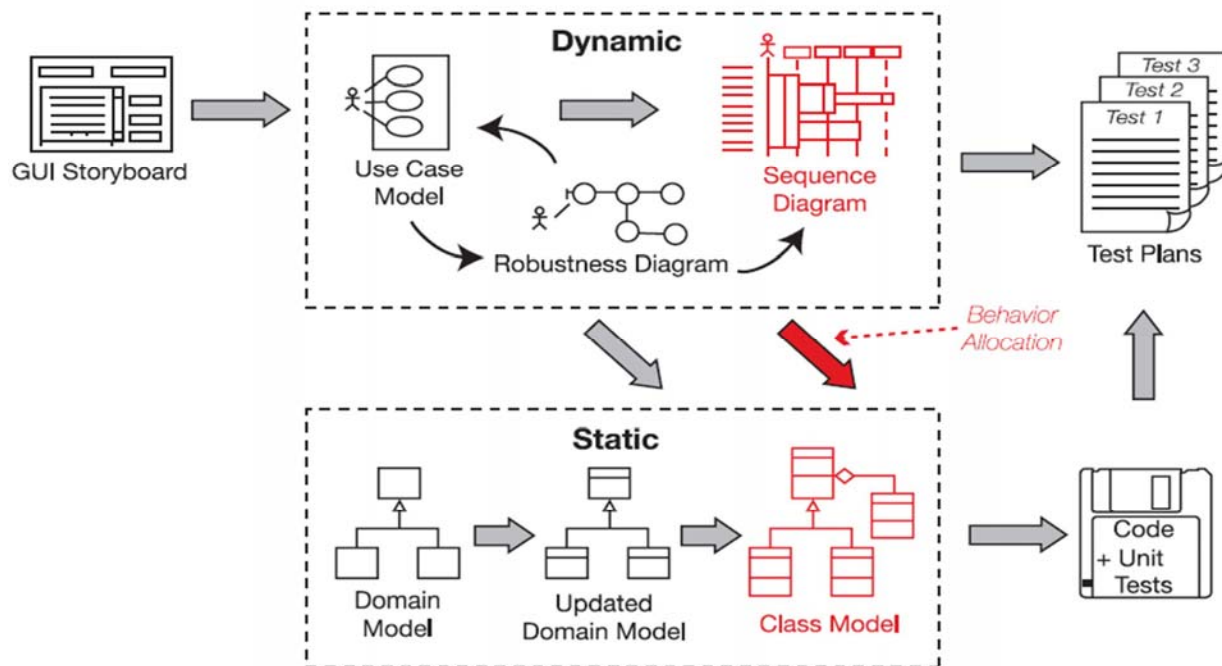 Dynamic
GUI Storyboard
Use Case
Model
Robustness Diagram
Sequence
Diagram
Test 3
Test 2
Test 1
Test Plans
Behavior
Allocation
Static
Domain
Model
Updated
Domain Model
Class Model
Code
+ Unit
Tests